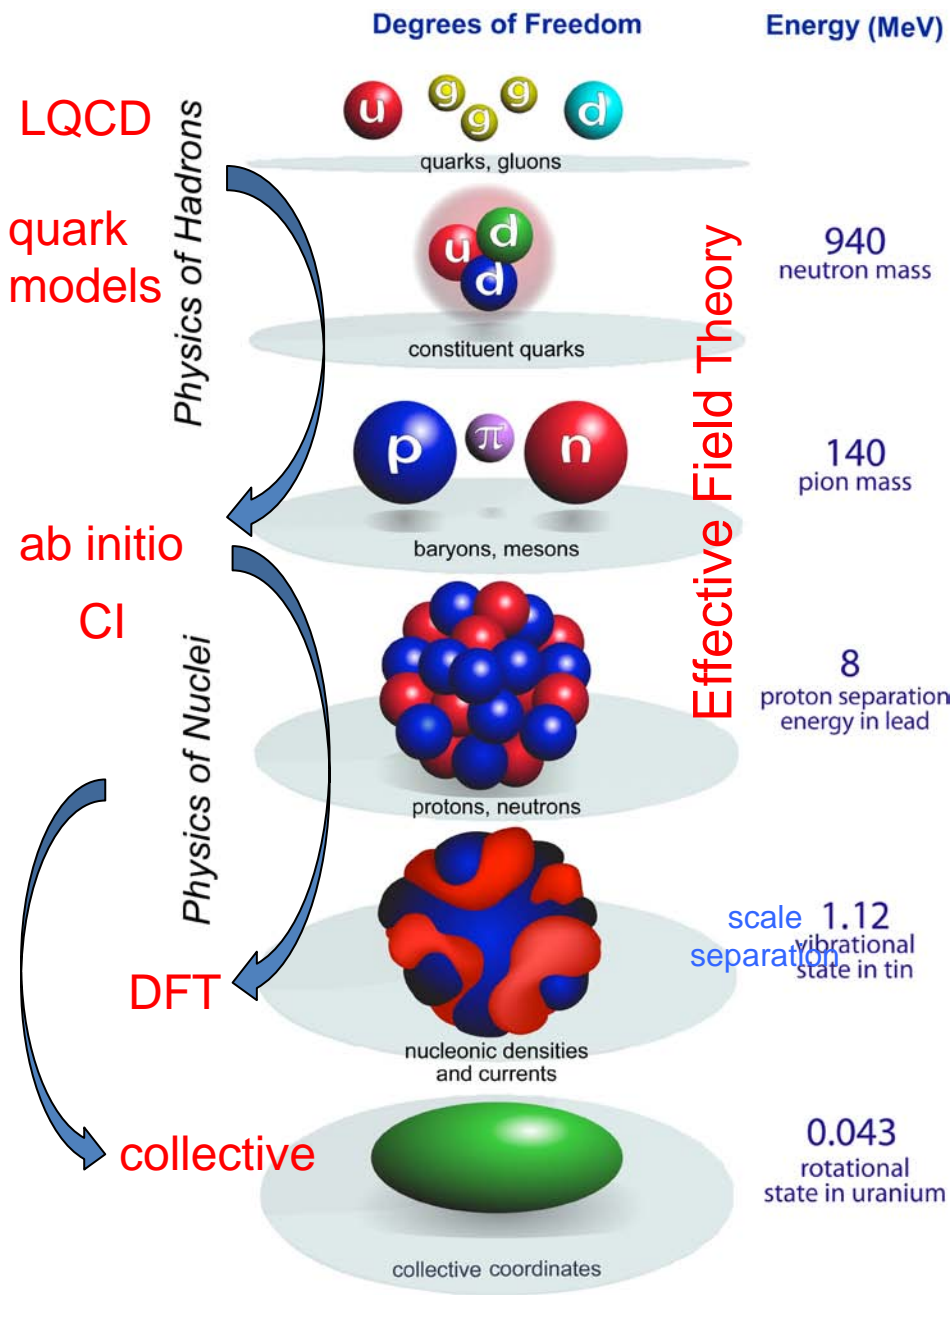 Degrees of Freedom
Energy (MeV)
LQCD
u
g
g
g
d
quarks, gluons
Physics of Hadrons
quark
models
u
d
d
constituent quarks
940
neutron mass
Effective Field Theory
p
π
n
baryons, mesons
140
pion mass
ab initio
CI
Physics of Nuclei
protons, neutrons
8
proton separation
energy in lead
scale
separation
1.12
vibrational
state in tin
DFT
nucleonic densities
and currents
collective
0.043
rotational
state in uranium
collective coordinates